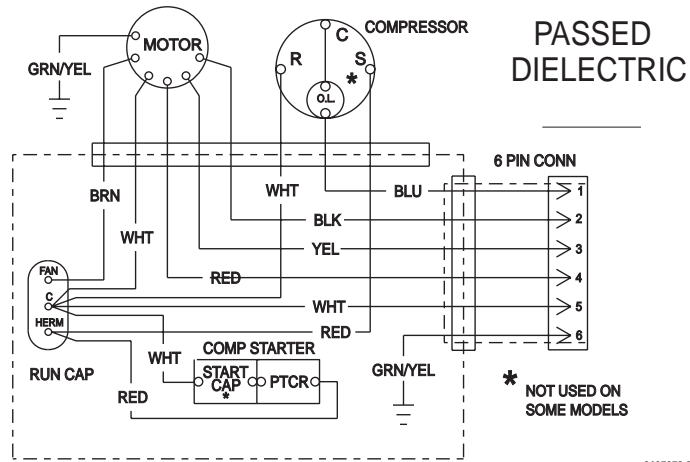 PASSED
DIELECTRIC
COMPRESSOR
MOTOR
GRN/YEL
R
C
S
*
O.L.
6 PIN CONN
BRN
WHT
WHT
BLU
BLK
YEL
RED
WHT
RED
1
2
3
4
5
6
FAN
C
HERM
RUN CAP
WHT
RED
COMP STARTER
START
CAP
*
PTCR
GRN/YEL
* NOT USED ON
SOME MODELS